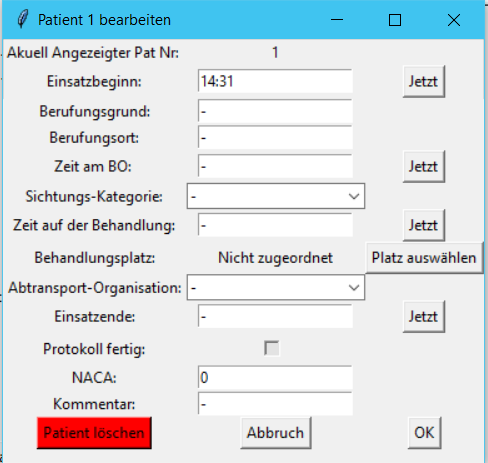 Patient 1 bearbeiten
Akuell Angezeigter Pat Nr: 1
Einsatzbeginn: 14:31 Jetzt
Berufungsgrund: -
Berufungsort: -
Zeit am BO: - Jetzt
Sichtungs-Kategorie: -
Zeit auf der Behandlung: - Jetzt
Behandlungsplatz: Nicht zugeordnet Platz auswählen
Abtransport-Organisation: -
Einsatzende: - Jetzt
Protokoll fertig:
NACA: 0
Kommentar: -
Patient löschen Abbruch OK